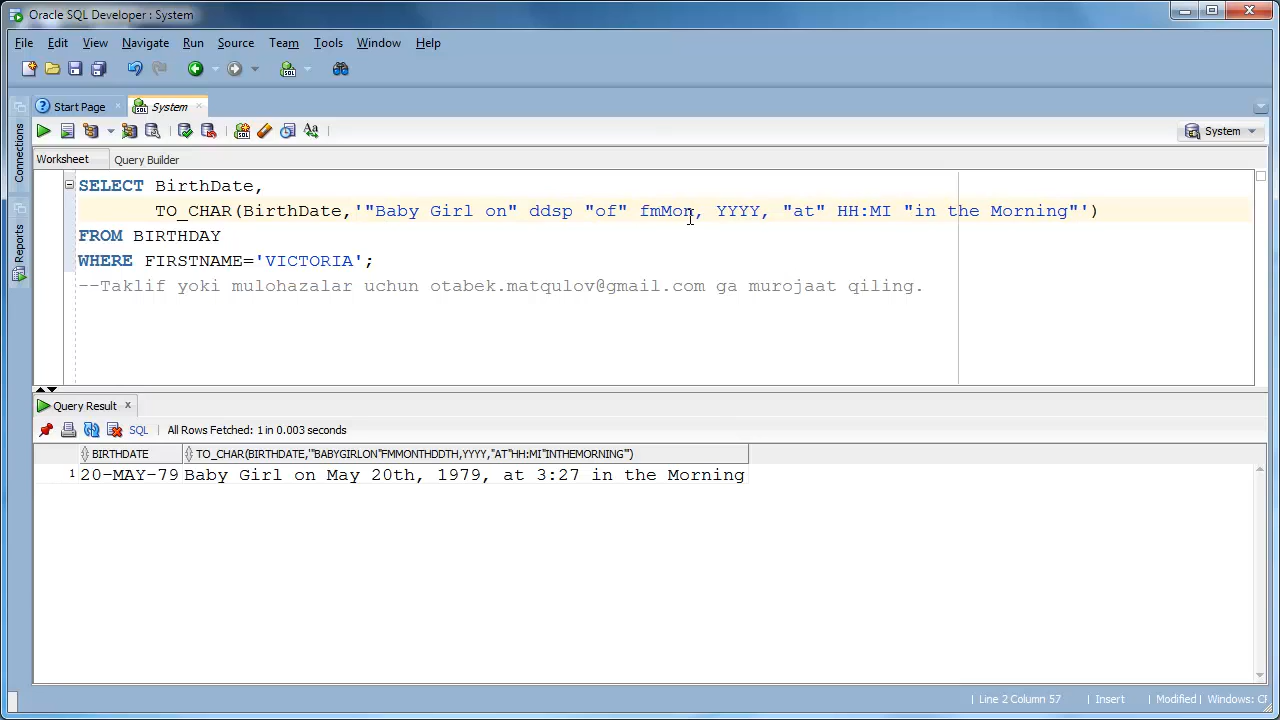 Oracle SQL Developer : System
File Edit View Navigate Run Source Team Tools Window Help
Start Page System
System
Connections
Reports
Worksheet Query Builder
SELECT BirthDate,
TO_CHAR(BirthDate,'"Baby Girl on" ddsp "of" fmMon, YYYY, "at" HH:MI "in the Morning"')
FROM BIRTHDAY
WHERE FIRSTNAME='VICTORIA';
--Taklif yoki mulohazalar uchun otabek.matqulov@gmail.com ga murojaat qiling.
Query Result
SQL All Rows Fetched: 1 in 0.003 seconds
BIRTHDATE TO_CHAR(BIRTHDATE,'"BABYGIRLON"FMMONTHDDTH,YYYY,"AT"HH:MI"INTHEMORNING"')
1 20-MAY-79 Baby Girl on May 20th, 1979, at 3:27 in the Morning
Line 2 Column 57 Insert Modified Windows: